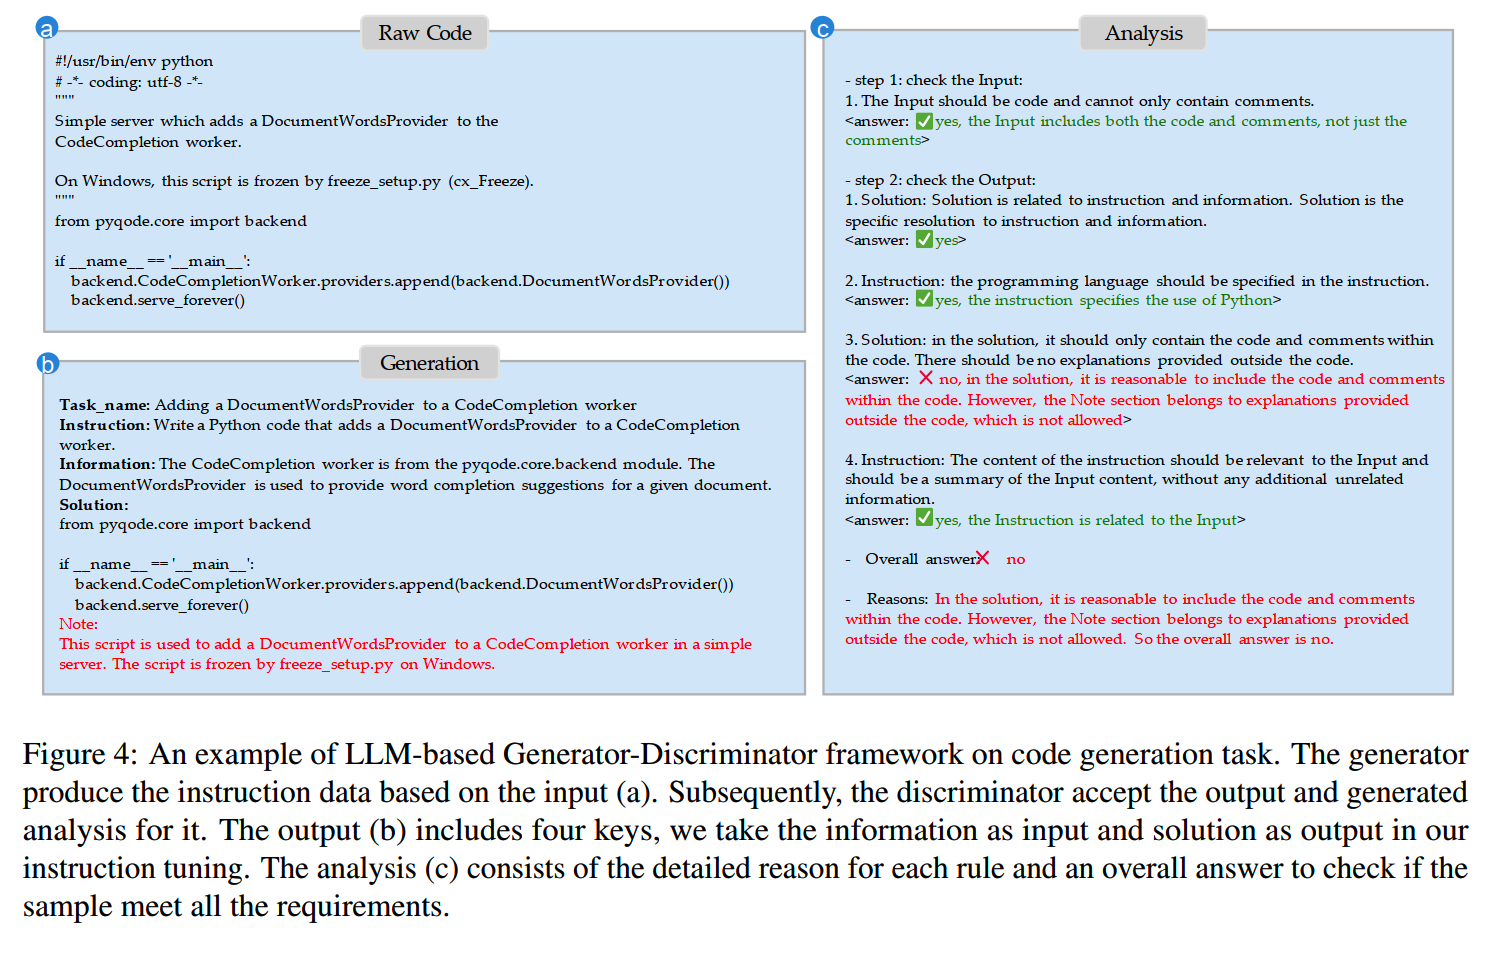 a
Raw Code
#!/usr/bin/env python
# -*- coding: utf-8 -*-
"""
Simple server which adds a DocumentWordsProvider to the
CodeCompletion worker.
On Windows, this script is frozen by freeze_setup.py (cx_Freeze).
"""
from pyqode.core import backend
if __name__ == '__main__':
backend.CodeCompletionWorker.providers.append(backend.DocumentWordsProvider())
backend.serve_forever()
b
Generation
Task_name: Adding a DocumentWordsProvider to a CodeCompletion worker
Instruction: Write a Python code that adds a DocumentWordsProvider to a CodeCompletion
worker.
Information: The CodeCompletion worker is from the pyqode.core.backend module. The
DocumentWordsProvider is used to provide word completion suggestions for a given document.
Solution:
from pyqode.core import backend
if __name__ == '__main__':
backend.CodeCompletionWorker.providers.append(backend.DocumentWordsProvider())
backend.serve_forever()
Note:
This script is used to add a DocumentWordsProvider to a CodeCompletion worker in a simple
server. The script is frozen by freeze_setup.py on Windows.
c
Analysis
- step 1: check the Input:
1. The Input should be code and cannot only contain comments.
<answer: ✅yes, the Input includes both the code and comments, not just the
comments>
- step 2: check the Output:
1. Solution: Solution is related to instruction and information. Solution is the
specific resolution to instruction and information.
<answer: ✅yes>
2. Instruction: the programming language should be specified in the instruction.
<answer: ✅yes, the instruction specifies the use of Python>
3. Solution: in the solution, it should only contain the code and comments within
the code. There should be no explanations provided outside the code.
<answer: ❌ no, in the solution, it is reasonable to include the code and comments
within the code. However, the Note section belongs to explanations provided
outside the code, which is not allowed>
4. Instruction: The content of the instruction should be relevant to the Input and
should be a summary of the Input content, without any additional unrelated
information.
<answer: ✅yes, the Instruction is related to the Input>
- Overall answer:❌ no
- Reasons: In the solution, it is reasonable to include the code and comments
within the code. However, the Note section belongs to explanations provided
outside the code, which is not allowed. So the overall answer is no.
Figure 4: An example of LLM-based Generator-Discriminator framework on code generation task. The generator
produce the instruction data based on the input (a). Subsequently, the discriminator accept the output and generated
analysis for it. The output (b) includes four keys, we take the information as input and solution as output in our
instruction tuning. The analysis (c) consists of the detailed reason for each rule and an overall answer to check if the
sample meet all the requirements.